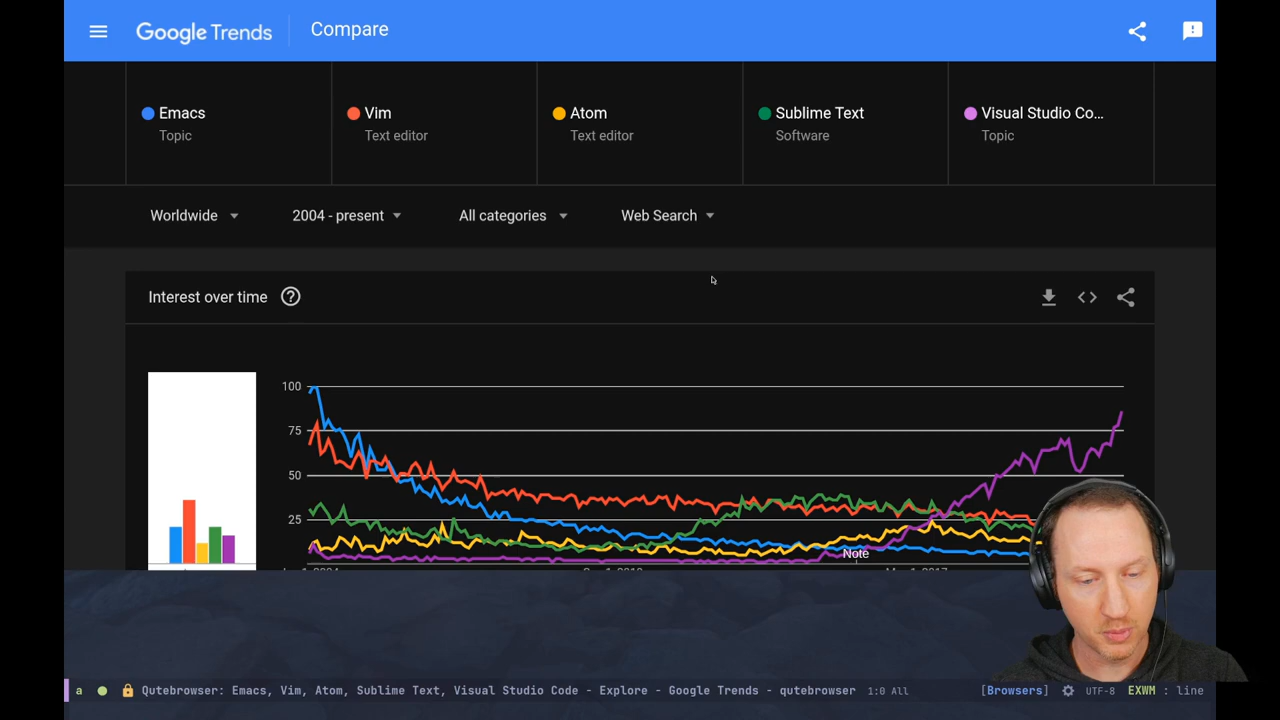 Google Trends Compare
Emacs
Topic
Vim
Text editor
Atom
Text editor
Sublime Text
Software
Visual Studio Co...
Topic
Worldwide 2004 - present All categories Web Search
Interest over time ?
100
75
50
25
Note
a Qutebrowser: Emacs, Vim, Atom, Sublime Text, Visual Studio Code - Explore - Google Trends - qutebrowser 1:0 All [Browsers] UTF-8 EXWM : line